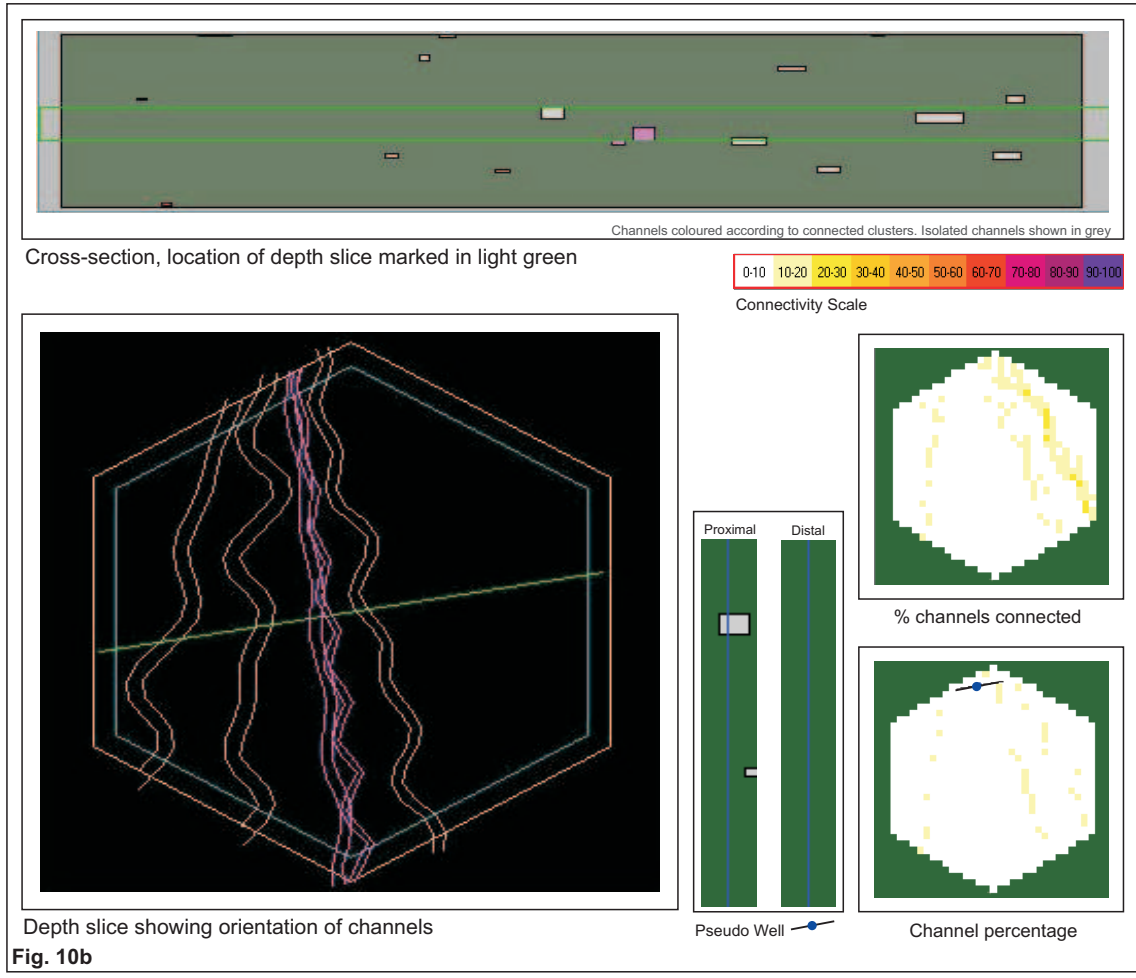 Channels coloured according to connected clusters. Isolated channels shown in grey
Cross-section, location of depth slice marked in light green
0-10 10-20 20-30 30-40 40-50 50-60 60-70 70-80 80-90 90-100
Connectivity Scale
Proximal Distal
% channels connected
Depth slice showing orientation of channels
Pseudo Well
Channel percentage
Fig. 10b